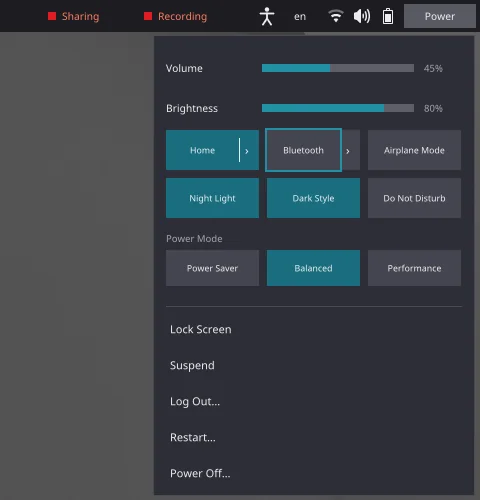 Sharing Recording en Power
Volume 45%
Brightness 80%
Home › Bluetooth › Airplane Mode
Night Light Dark Style Do Not Disturb
Power Mode
Power Saver Balanced Performance
Lock Screen
Suspend
Log Out...
Restart...
Power Off...